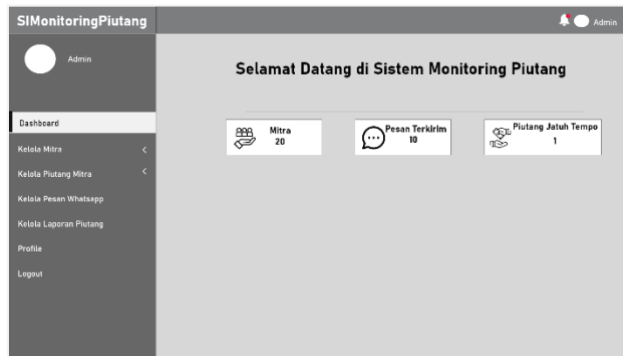 SIMonitoringPiutang
Admin
Admin
Selamat Datang di Sistem Monitoring Piutang
Dashboard
Kelola Mitra
Kelola Piutang Mitra
Kelola Pesan Whatsapp
Kelola Laporan Piutang
Profile
Logout
Mitra
20
Pesan Terkirim
10
Piutang Jatuh Tempo
1